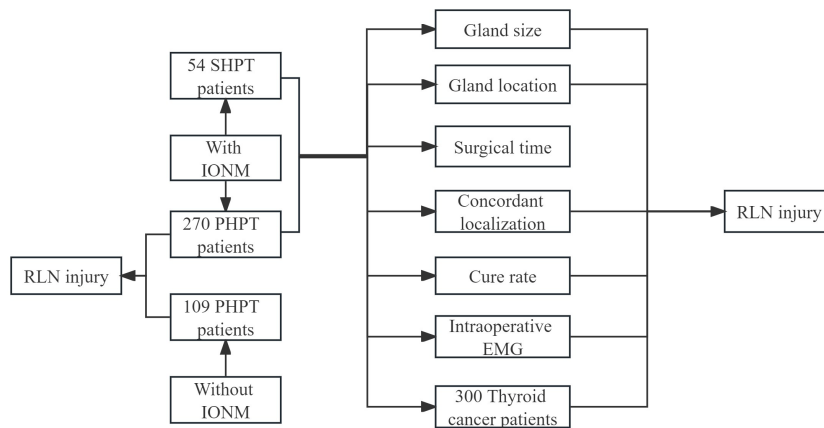 54 SHPT
patients
With
IONM
270 PHPT
patients
RLN injury
109 PHPT
patients
Without
IONM
Gland size
Gland location
Surgical time
Concordant
localization
Cure rate
Intraoperative
EMG
300 Thyroid
cancer patients
RLN injury